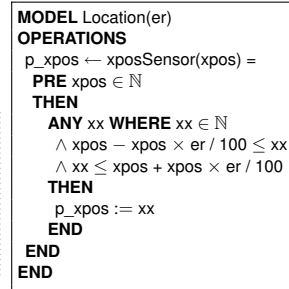 MODEL Location(er)
OPERATIONS
p_xpos ← xposSensor(xpos) =
PRE xpos ∈ ℕ
THEN
ANY xx WHERE xx ∈ ℕ
∧ xpos − xpos × er / 100 ≤ xx
∧ xx ≤ xpos + xpos × er / 100
THEN
p_xpos := xx
END
END
END